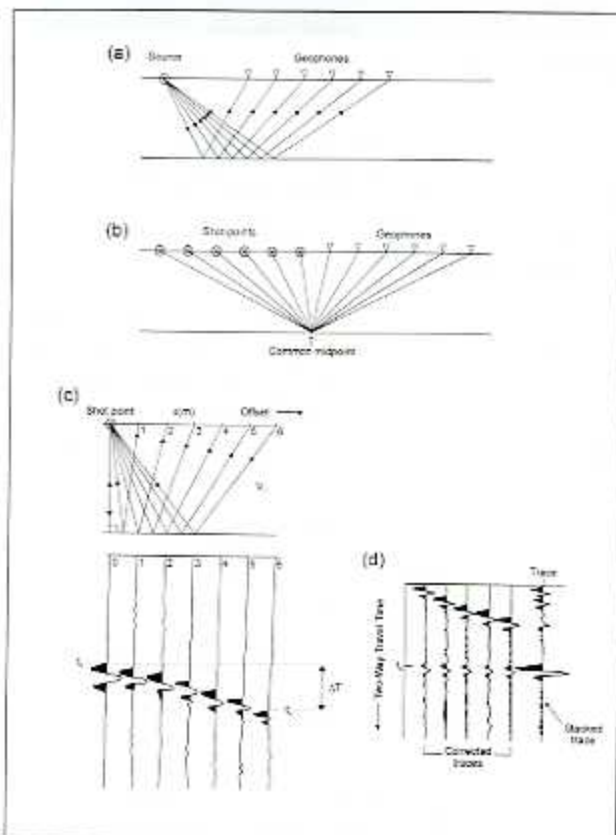 (a)
Source
Geophones
(b)
Shot points
Geophones
Common midpoint
(c)
Shot point x(m) Offset
1 2 3 4 5 6
0 1 2 3 4 5 6
ΔT
(d)
Trace
Two-Way Travel Time
Stacked
trace
Corrected
traces